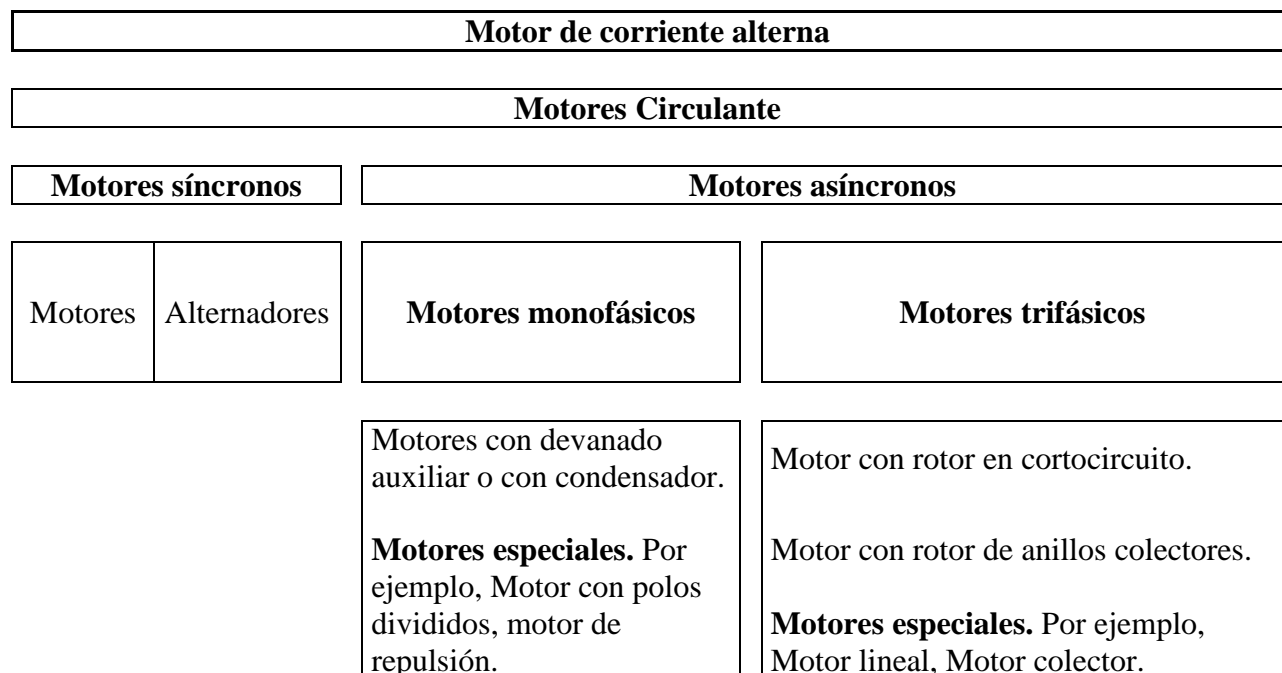 Motor de corriente alterna
Motores Circulante
Motores síncronos
Motores asíncronos
Motores
Alternadores
Motores monofásicos
Motores trifásicos
Motores con devanado
auxiliar o con condensador.
Motores especiales. Por
ejemplo, Motor con polos
divididos, motor de
repulsión.
Motor con rotor en cortocircuito.
Motor con rotor de anillos colectores.
Motores especiales. Por ejemplo,
Motor lineal, Motor colector.